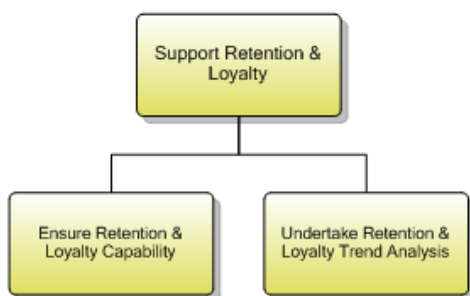 Support Retention &
Loyalty
Ensure Retention &
Loyalty Capability
Undertake Retention &
Loyalty Trend Analysis